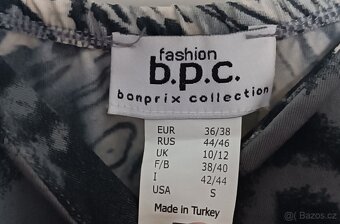 fashion
b.p.c.
bonprix collection
EUR 36/38
RUS 44/46
UK 10/12
F/B 38/40
I 42/44
USA S
Made in Turkey
Bazos.cz